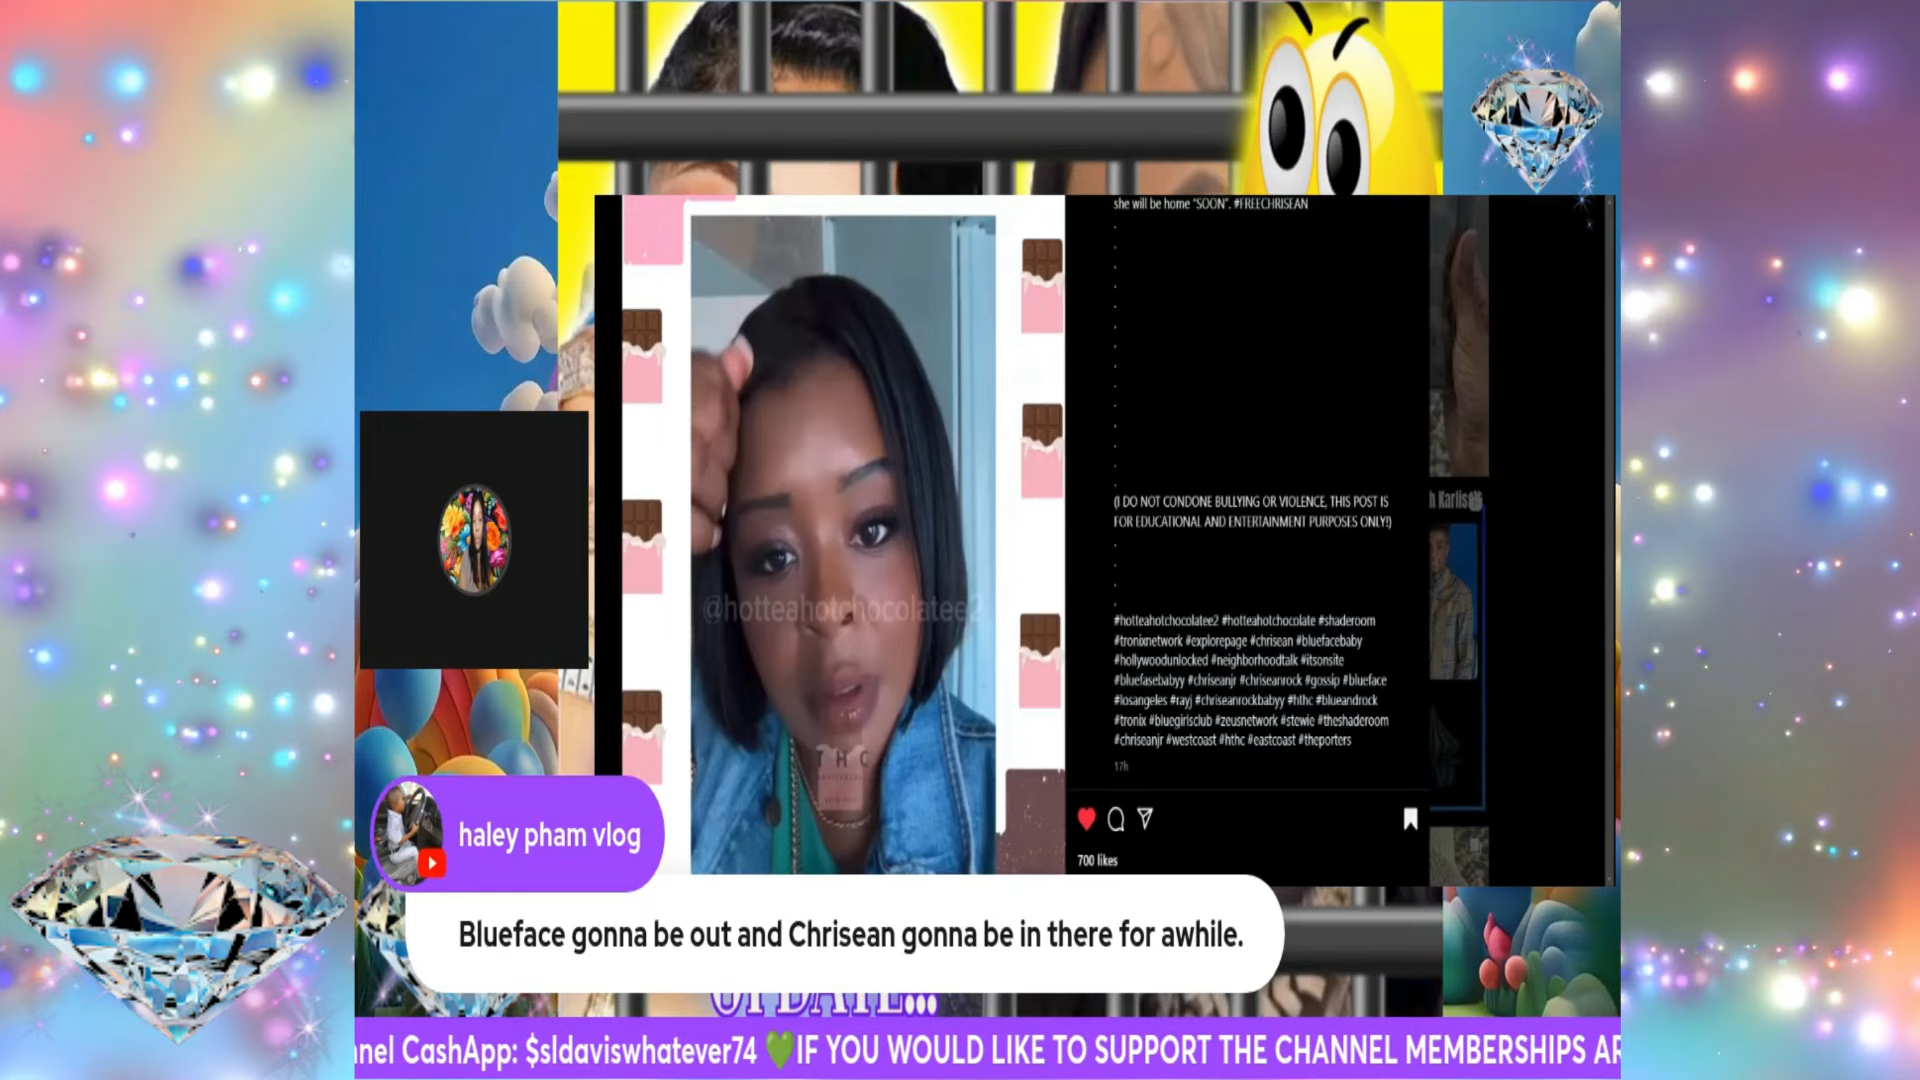 she will be home "SOON". #FREECHRISEAN
(I DO NOT CONDONE BULLYING OR VIOLENCE, THIS POST IS
FOR EDUCATIONAL AND ENTERTAINMENT PURPOSES ONLY!)
h Karlis
@hotteahotchocolatee2
#hotteahotchocolatee2 #hotteahotchocolate #shaderoom
#tronixnetwork #explorepage #chrisean #bluefacebaby
#hollywoodunlocked #neighborhoodtalk #itsonsite
#bluefasebabyy #chriseanjr #chriseanrock #gossip #blueface
#losangeles #rayj #chriseanrockbabyy #hthc #blueandrock
#tronix #bluegirlsclub #zeusnetwork #stewie #theshaderoom
#chriseanjr #westcoast #hthc #eastcoast #theporters
17h
T H C
700 likes
haley pham vlog
Blueface gonna be out and Chrisean gonna be in there for awhile.
UPDATE...
nnel CashApp: $sldaviswhatever74 💚IF YOU WOULD LIKE TO SUPPORT THE CHANNEL MEMBERSHIPS AR